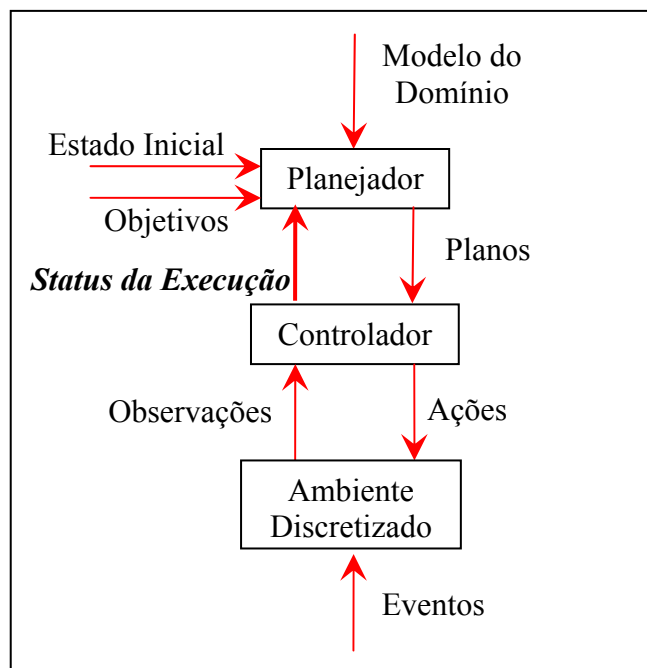 Modelo do
Domínio
Estado Inicial
Planejador
Objetivos
Planos
Status da Execução
Controlador
Observações
Ações
Ambiente
Discretizado
Eventos